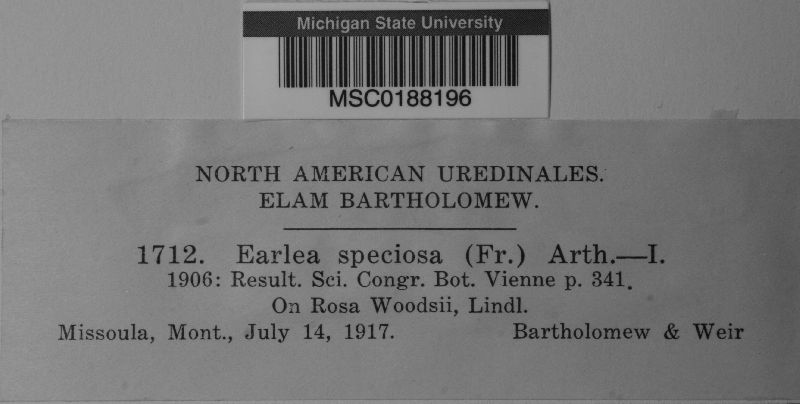 Michigan State University
MSC0188196
NORTH AMERICAN UREDINALES.
ELAM BARTHOLOMEW.
1712. Earlea speciosa (Fr.) Arth.—I.
1906: Result. Sci. Congr. Bot. Vienne p. 341.
On Rosa Woodsii, Lindl.
Missoula, Mont., July 14, 1917. Bartholomew & Weir